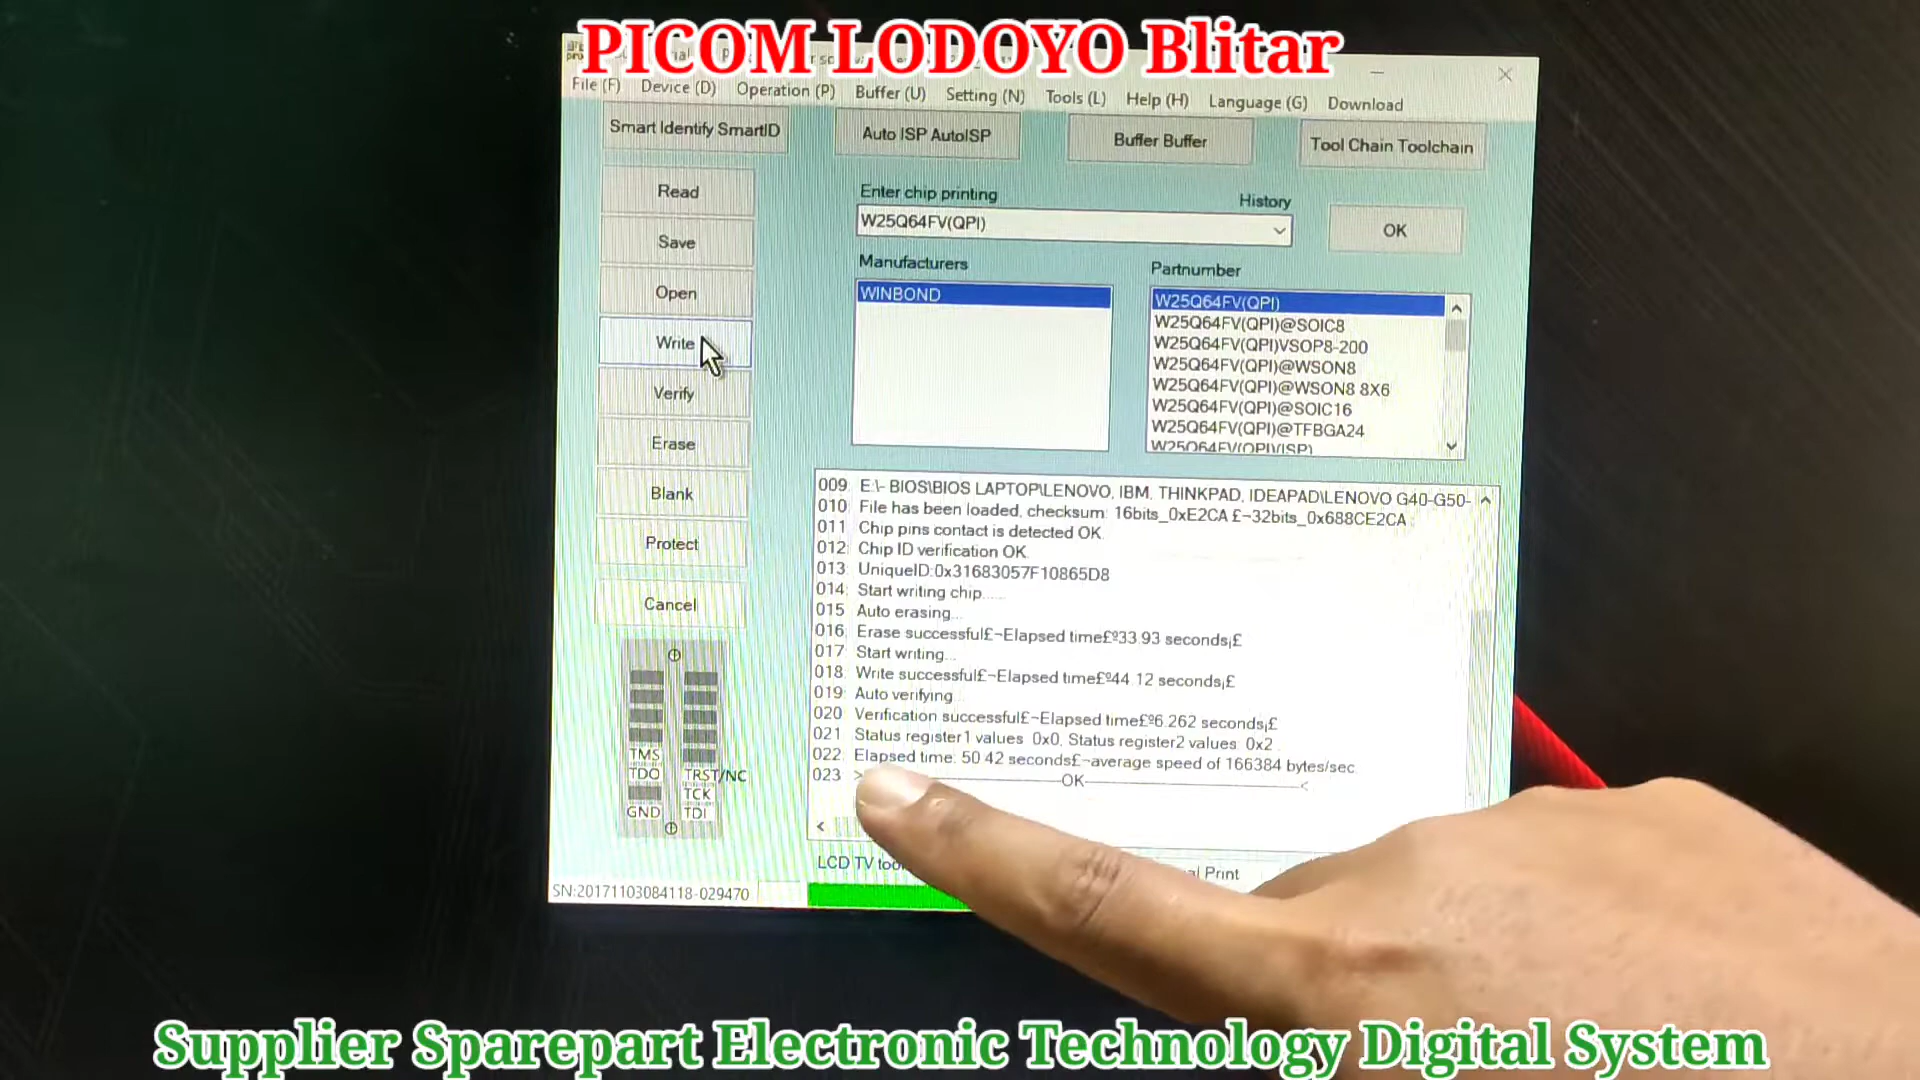 PICOM LODOYO Blitar
File (F) Device (D) Operation (P) Buffer (U) Setting (N) Tools (L) Help (H) Language (G) Download
Smart Identify SmartID Auto ISP AutoISP Buffer Buffer Tool Chain Toolchain
Read
Save
Open
Write
Verify
Erase
Blank
Protect
Cancel
Enter chip printing
History
W25Q64FV(QPI)
OK
Manufacturers
WINBOND
Partnumber
W25Q64FV(QPI)
W25Q64FV(QPI)@SOIC8
W25Q64FV(QPI)VSOP8-200
W25Q64FV(QPI)@WSON8
W25Q64FV(QPI)@WSON8 8X6
W25Q64FV(QPI)@SOIC16
W25Q64FV(QPI)@TFBGA24
009: E:\- BIOS\BIOS LAPTOP\LENOVO, IBM, THINKPAD, IDEAPAD\LENOVO G40-G50-
010: File has been loaded, checksum: 16bits_0xE2CA £¬32bits_0x688CE2CA ;
011: Chip pins contact is detected OK.
012: Chip ID verification OK.
013: UniqueID:0x31683057F10865D8
014: Start writing chip......
015: Auto erasing...
016: Erase successful£¬Elapsed time£º33.93 seconds¡£
017: Start writing...
018: Write successful£¬Elapsed time£º44.12 seconds¡£
019: Auto verifying...
020: Verification successful£¬Elapsed time£º6.262 seconds¡£
021: Status register1 values: 0x0, Status register2 values: 0x2 .
022: Elapsed time: 50.42 seconds£¬average speed of 166384 bytes/sec.
023: >--------OK--------<
TMS
TDO TRST/NC
TCK
GND TDI
LCD TV
Print
SN:20171103084118-029470
Supplier Sparepart Electronic Technology Digital System